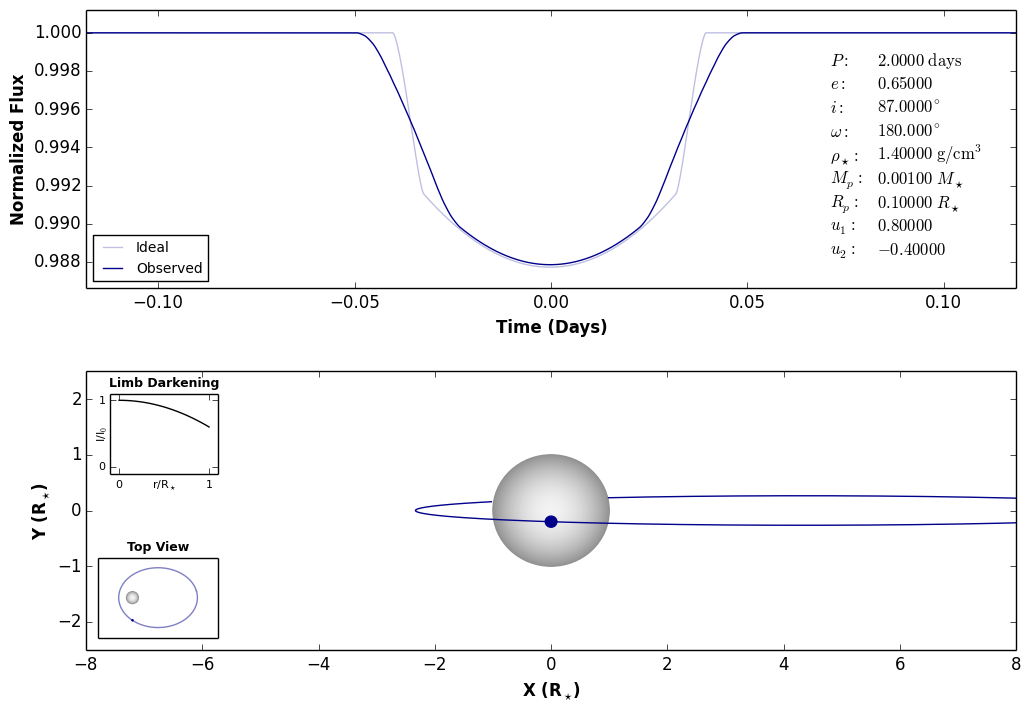 Normalized Flux
1.000
0.998
0.996
0.994
0.992
0.990
0.988
P: 2.0000 days
e: 0.65000
i: 87.0000°
ω: 180.000°
ρ⋆: 1.40000 g/cm³
Mp: 0.00100 M⋆
Rp: 0.10000 R⋆
u₁: 0.80000
u₂: −0.40000
Ideal
Observed
−0.10 −0.05 0.00 0.05 0.10
Time (Days)
Y (R⋆)
2
1
0
−1
−2
Limb Darkening
I/I₀
1
0
0 r/R⋆ 1
Top View
−8 −6 −4 −2 0 2 4 6 8
X (R⋆)